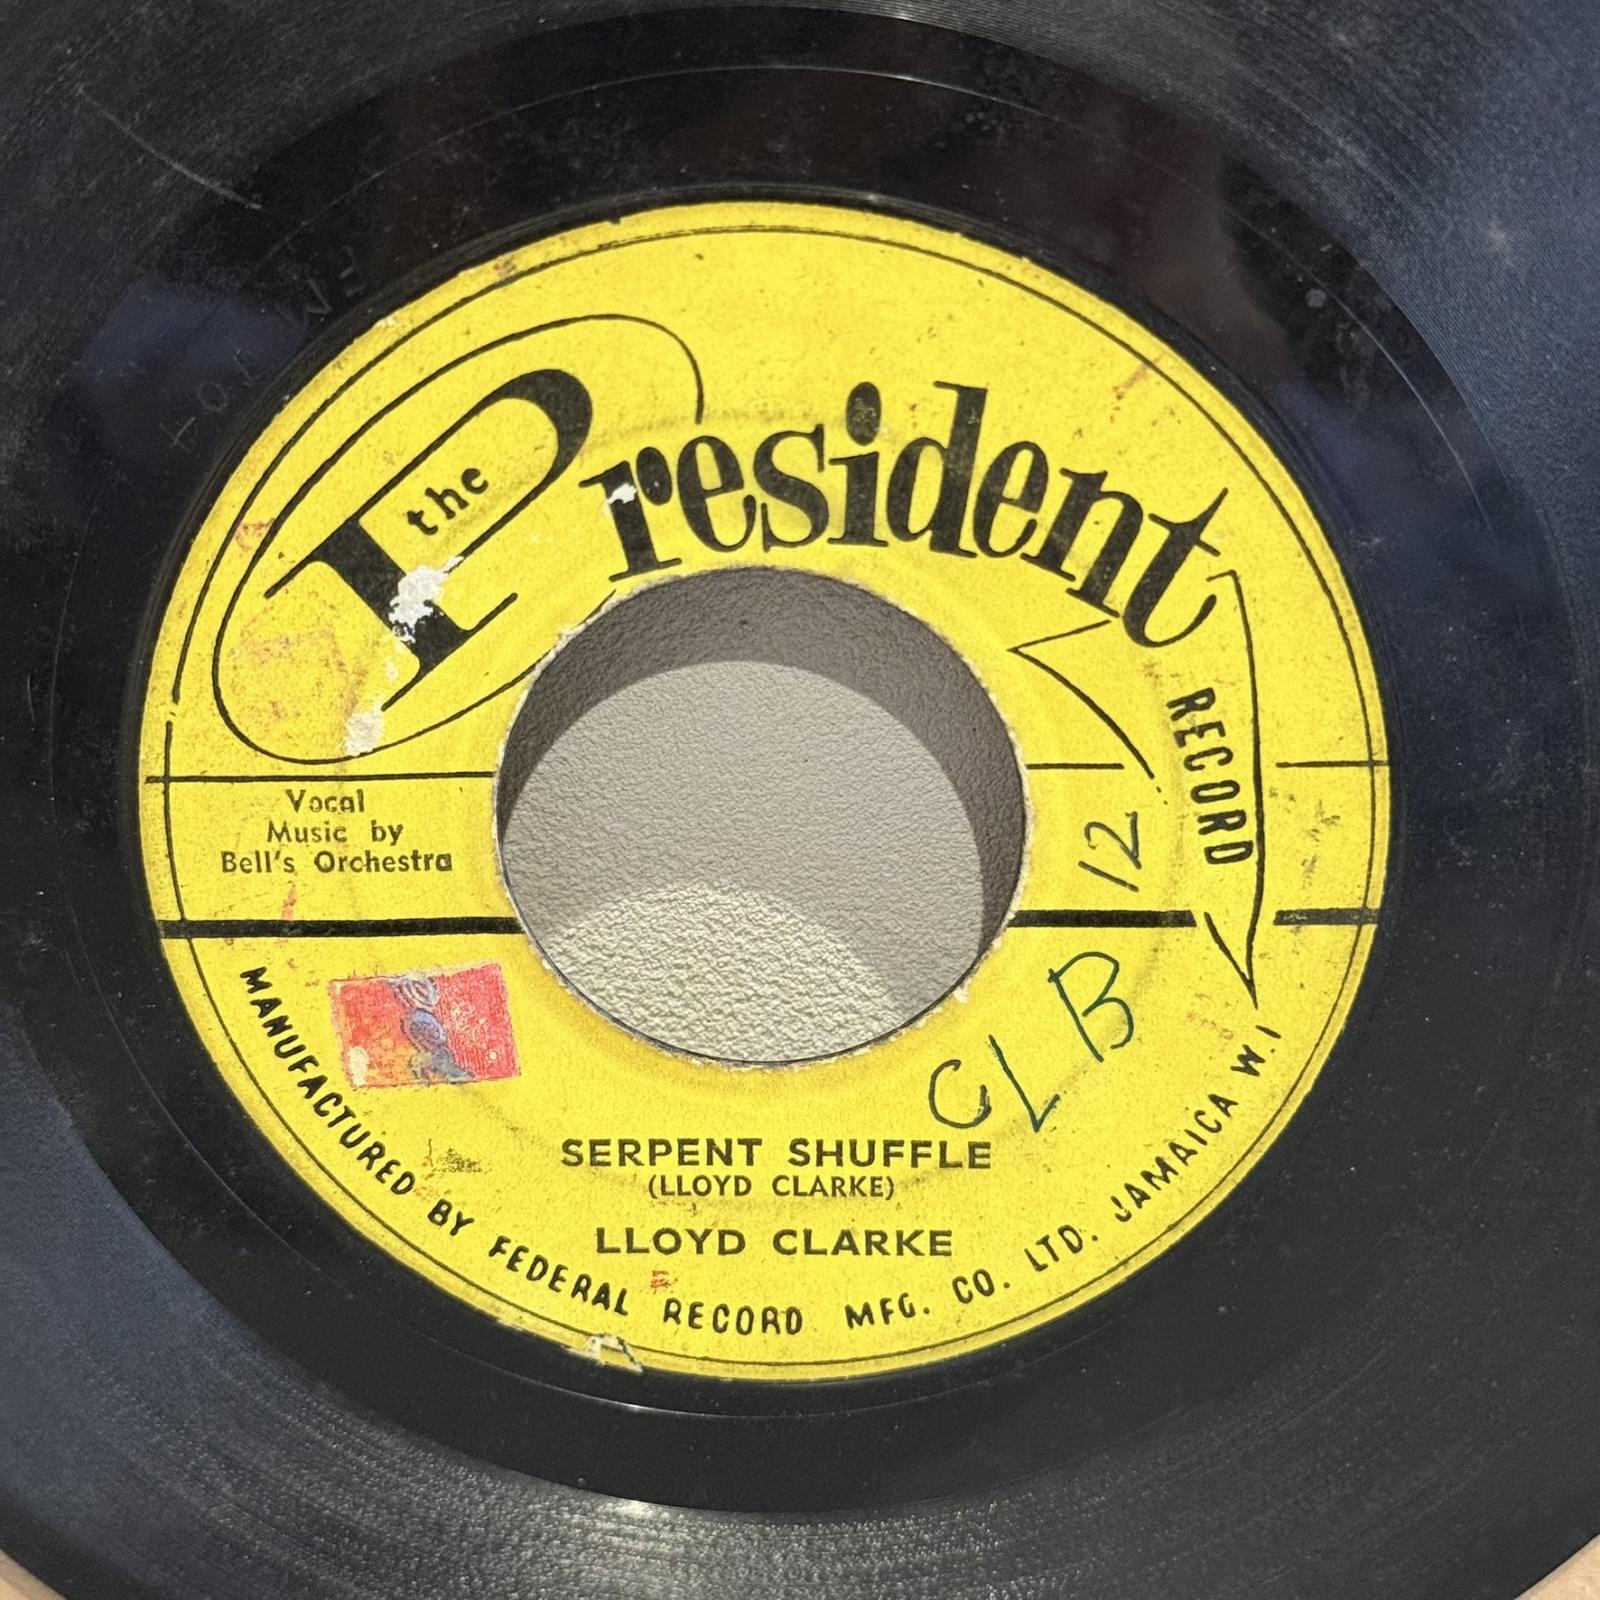 the
President
RECORD
Vocal
Music by
Bell's Orchestra
12
CLB
SERPENT SHUFFLE
(LLOYD CLARKE)
LLOYD CLARKE
MANUFACTURED BY FEDERAL RECORD MFG. CO. LTD. JAMAICA W.I